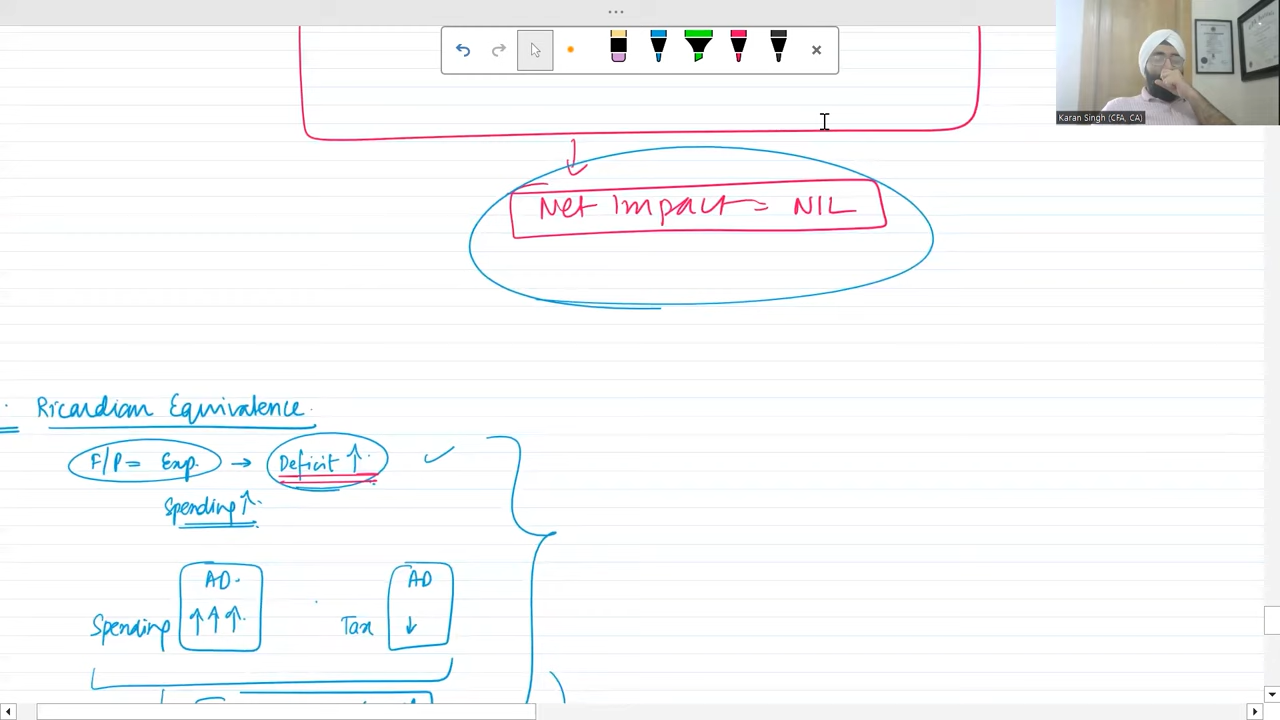 Karan Singh (CFA, CA)
Net Impact = NIL
Ricardian Equivalence.
F/P = Exp. → Deficit ↑. ✓
Spending ↑.
AD. AD
Spending ↑↑↑. Tax ↓